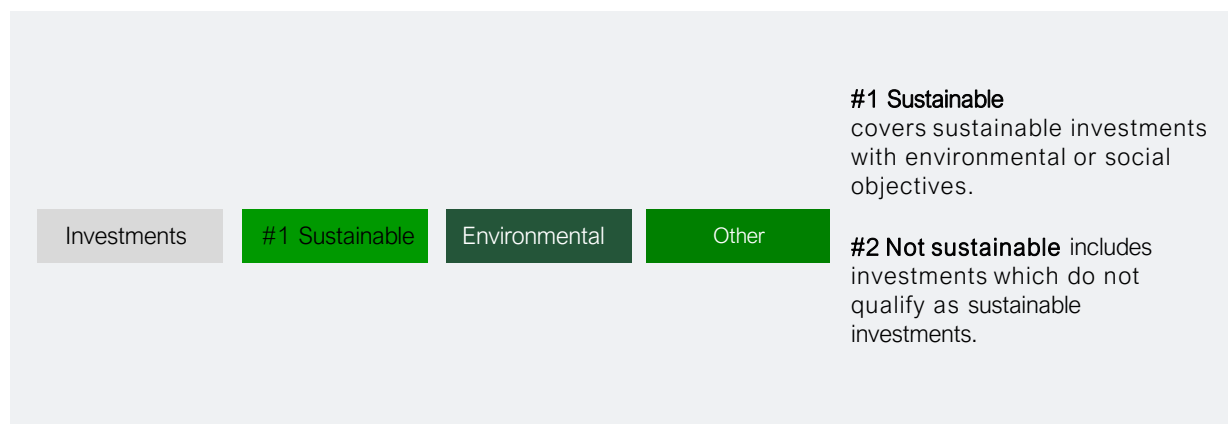 Investments
#1 Sustainable
Environmental
Other
#1 Sustainable
covers sustainable investments
with environmental or social
objectives.
#2 Not sustainable includes
investments which do not
qualify as sustainable
investments.